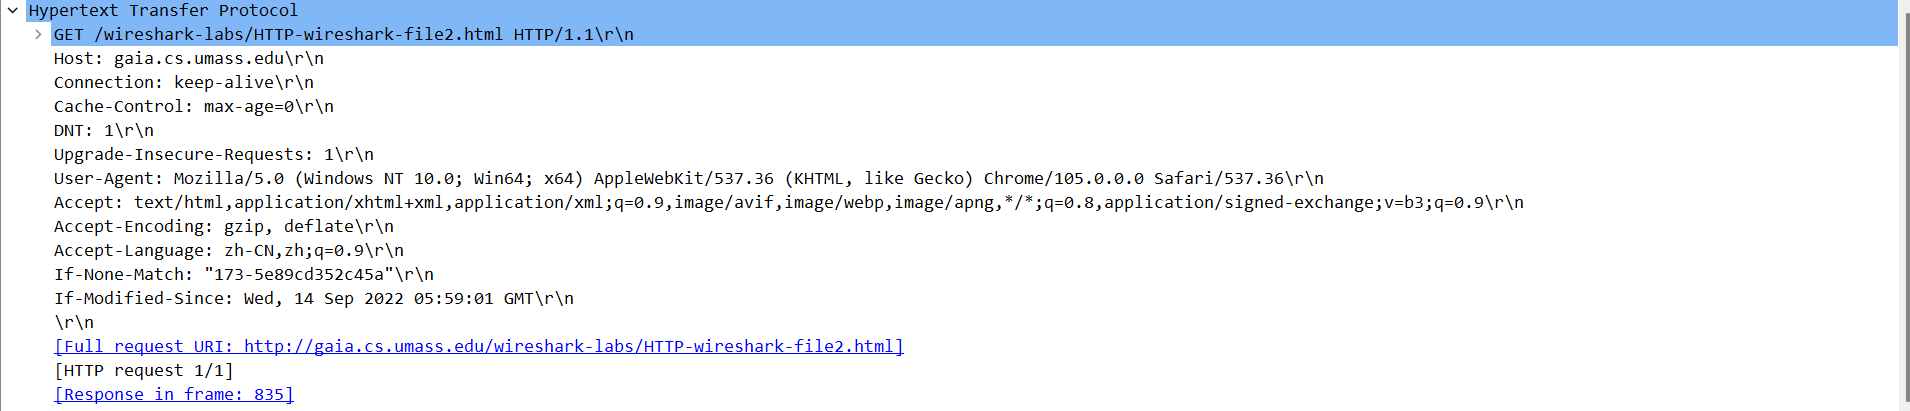 Hypertext Transfer Protocol
GET /wireshark-labs/HTTP-wireshark-file2.html HTTP/1.1\r\n
Host: gaia.cs.umass.edu\r\n
Connection: keep-alive\r\n
Cache-Control: max-age=0\r\n
DNT: 1\r\n
Upgrade-Insecure-Requests: 1\r\n
User-Agent: Mozilla/5.0 (Windows NT 10.0; Win64; x64) AppleWebKit/537.36 (KHTML, like Gecko) Chrome/105.0.0.0 Safari/537.36\r\n
Accept: text/html,application/xhtml+xml,application/xml;q=0.9,image/avif,image/webp,image/apng,*/*;q=0.8,application/signed-exchange;v=b3;q=0.9\r\n
Accept-Encoding: gzip, deflate\r\n
Accept-Language: zh-CN,zh;q=0.9\r\n
If-None-Match: "173-5e89cd352c45a"\r\n
If-Modified-Since: Wed, 14 Sep 2022 05:59:01 GMT\r\n
\r\n
[Full request URI: http://gaia.cs.umass.edu/wireshark-labs/HTTP-wireshark-file2.html]
[HTTP request 1/1]
[Response in frame: 835]